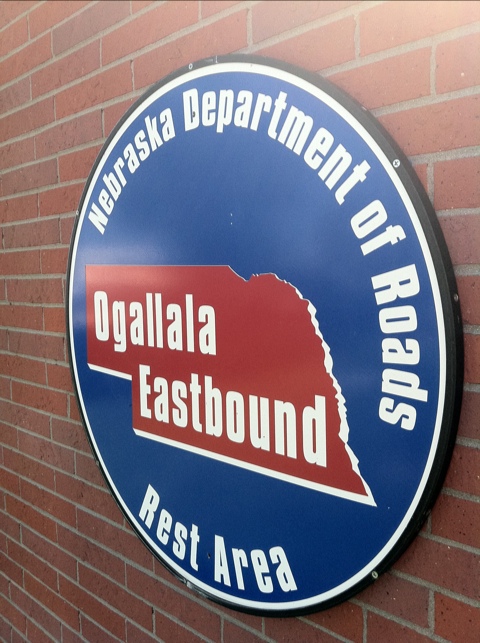 Nebraska Department of Roads
Ogallala
Eastbound
Rest Area